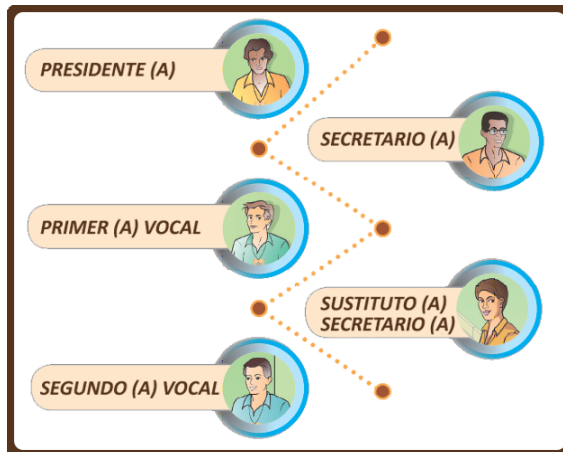 PRESIDENTE (A)
SECRETARIO (A)
PRIMER (A) VOCAL
SUSTITUTO (A)
SECRETARIO (A)
SEGUNDO (A) VOCAL